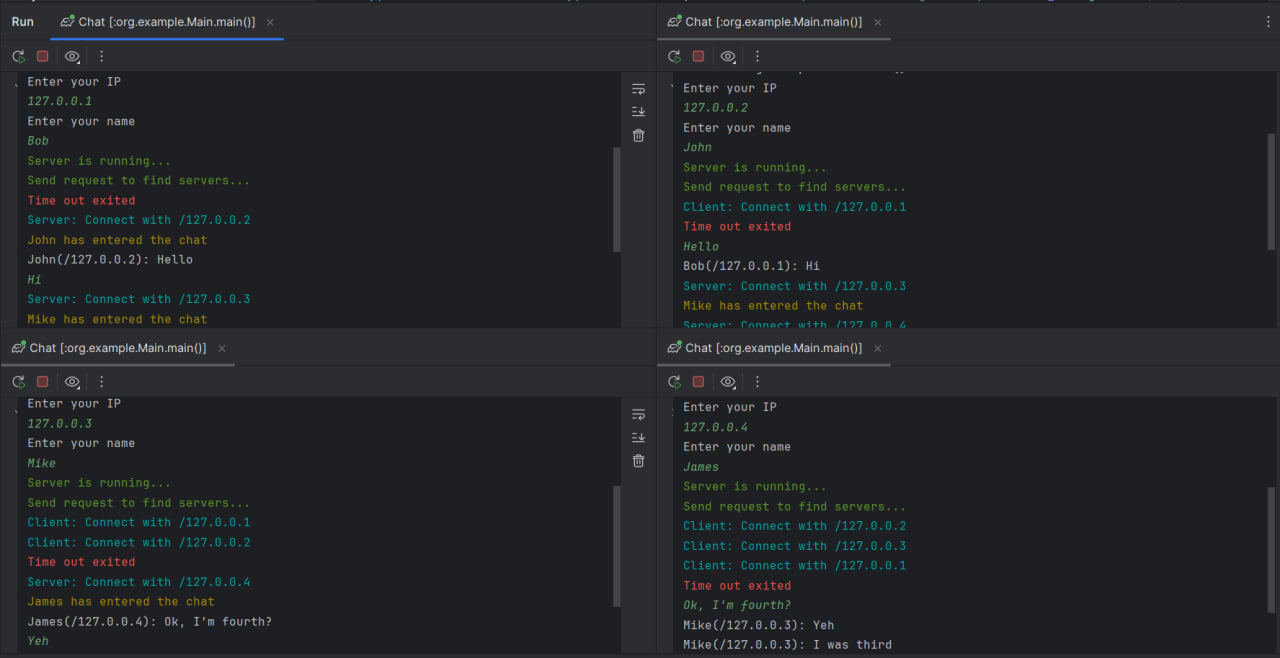 Run
Chat [:org.example.Main.main()]
Enter your IP
127.0.0.1
Enter your name
Bob
Server is running...
Send request to find servers...
Time out exited
Server: Connect with /127.0.0.2
John has entered the chat
John(/127.0.0.2): Hello
Hi
Server: Connect with /127.0.0.3
Mike has entered the chat
Chat [:org.example.Main.main()]
Enter your IP
127.0.0.2
Enter your name
John
Server is running...
Send request to find servers...
Client: Connect with /127.0.0.1
Time out exited
Hello
Bob(/127.0.0.1): Hi
Server: Connect with /127.0.0.3
Mike has entered the chat
Server: Connect with /127.0.0.4
Chat [:org.example.Main.main()]
Enter your IP
127.0.0.3
Enter your name
Mike
Server is running...
Send request to find servers...
Client: Connect with /127.0.0.1
Client: Connect with /127.0.0.2
Time out exited
Server: Connect with /127.0.0.4
James has entered the chat
James(/127.0.0.4): Ok, I'm fourth?
Yeh
Chat [:org.example.Main.main()]
Enter your IP
127.0.0.4
Enter your name
James
Server is running...
Send request to find servers...
Client: Connect with /127.0.0.2
Client: Connect with /127.0.0.3
Client: Connect with /127.0.0.1
Time out exited
Ok, I'm fourth?
Mike(/127.0.0.3): Yeh
Mike(/127.0.0.3): I was third